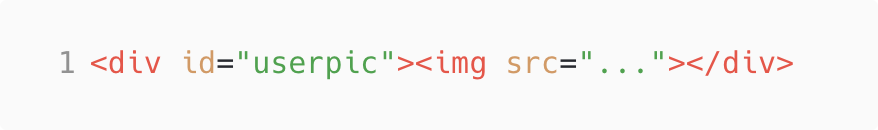 1 <div id="userpic"><img src="..."></div>